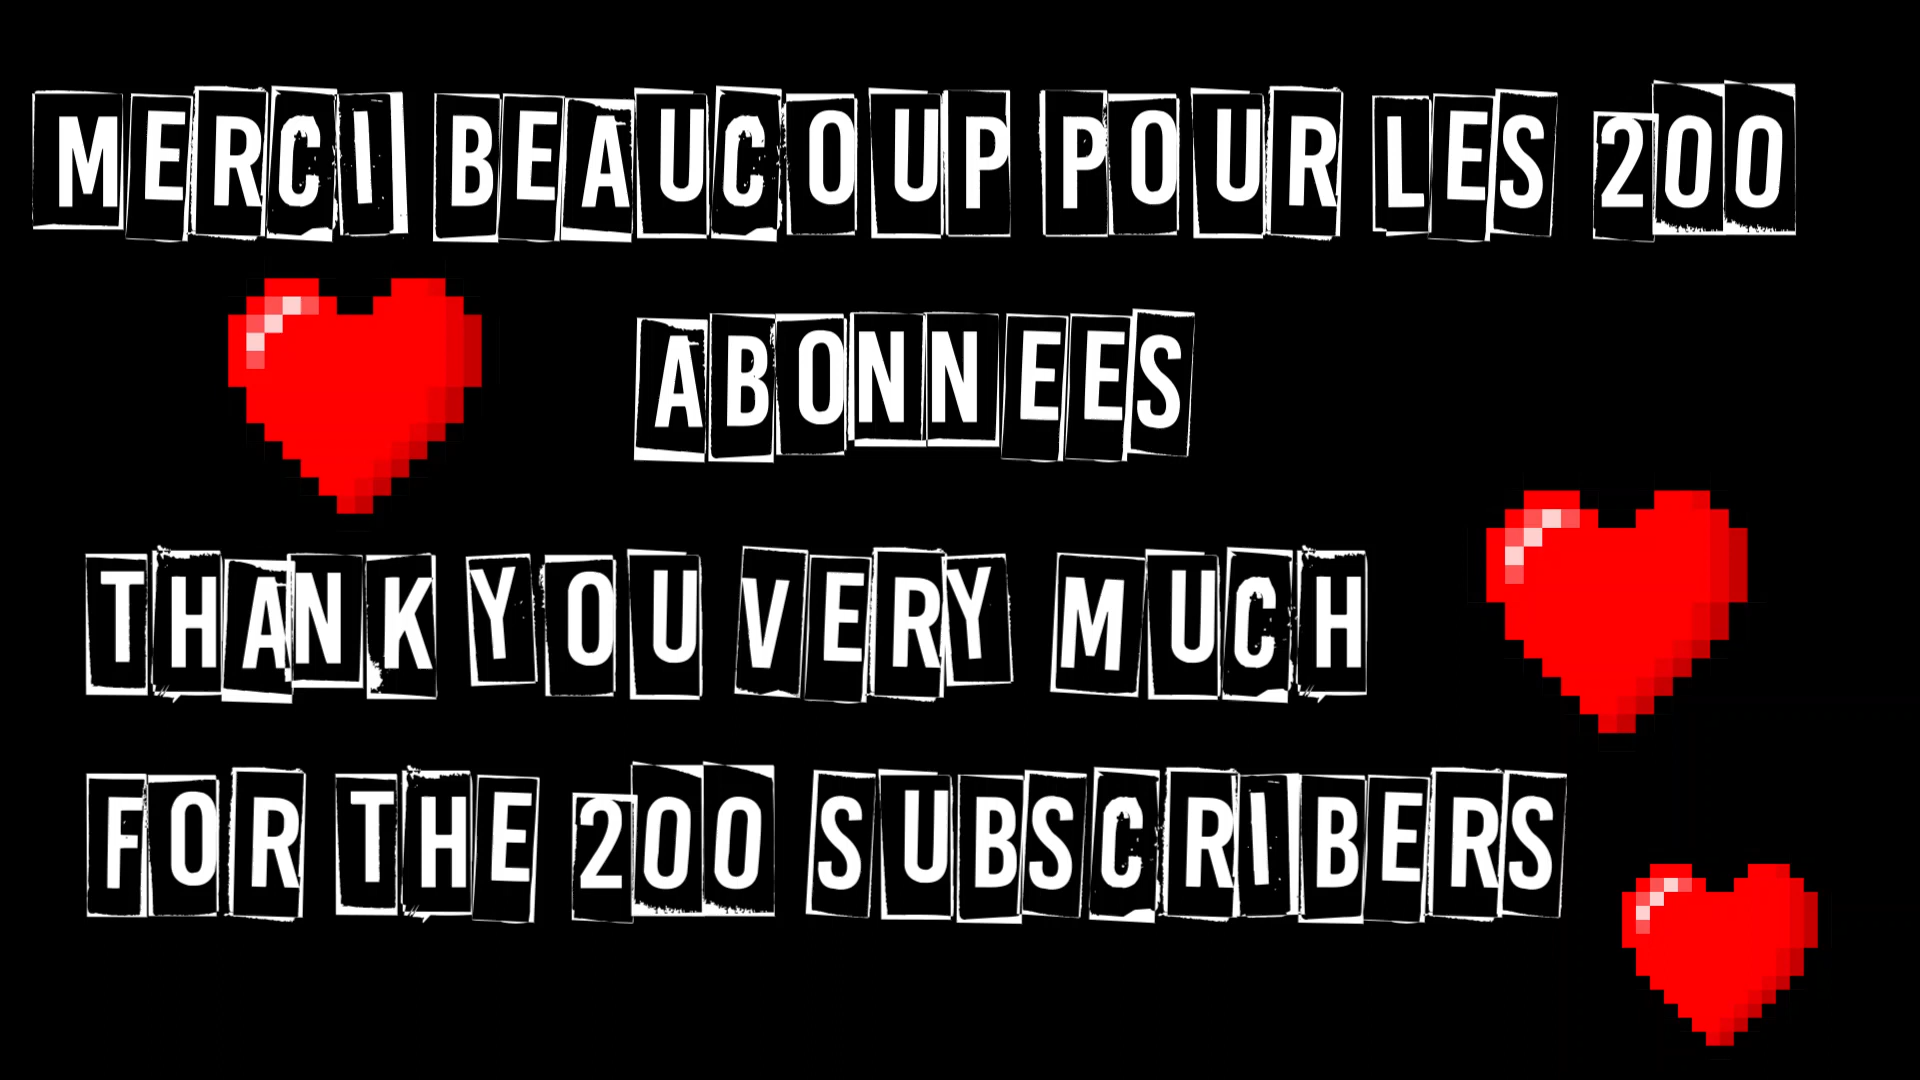 MERCI BEAUCOUP POUR LES 200
ABONNEES
THANK YOU VERY MUCH
FOR THE 200 SUBSCRIBERS